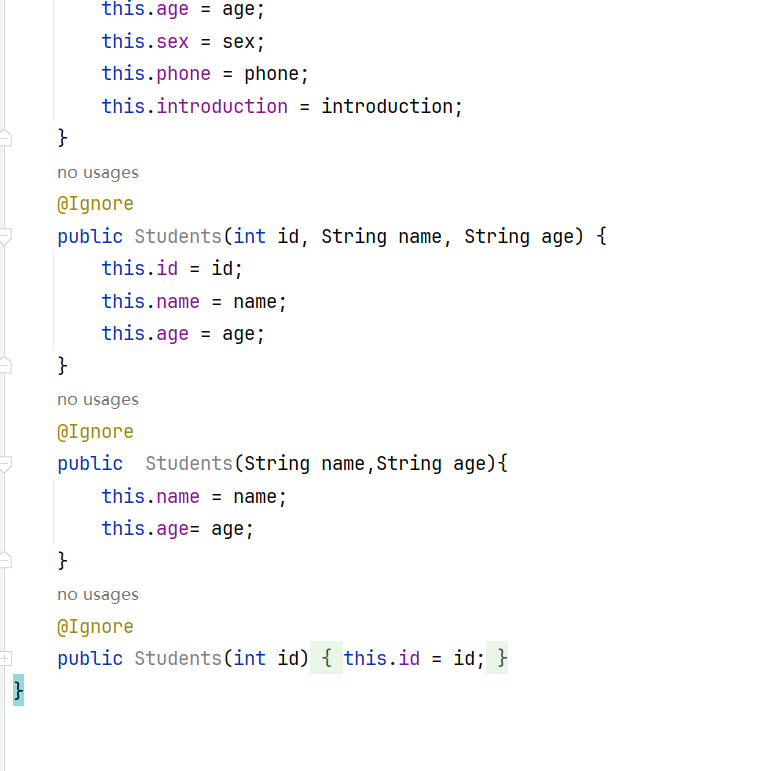 this.age = age;
this.sex = sex;
this.phone = phone;
this.introduction = introduction;
}
no usages
@Ignore
public Students(int id, String name, String age) {
this.id = id;
this.name = name;
this.age = age;
}
no usages
@Ignore
public  Students(String name,String age){
this.name = name;
this.age= age;
}
no usages
@Ignore
public Students(int id) { this.id = id; }
}